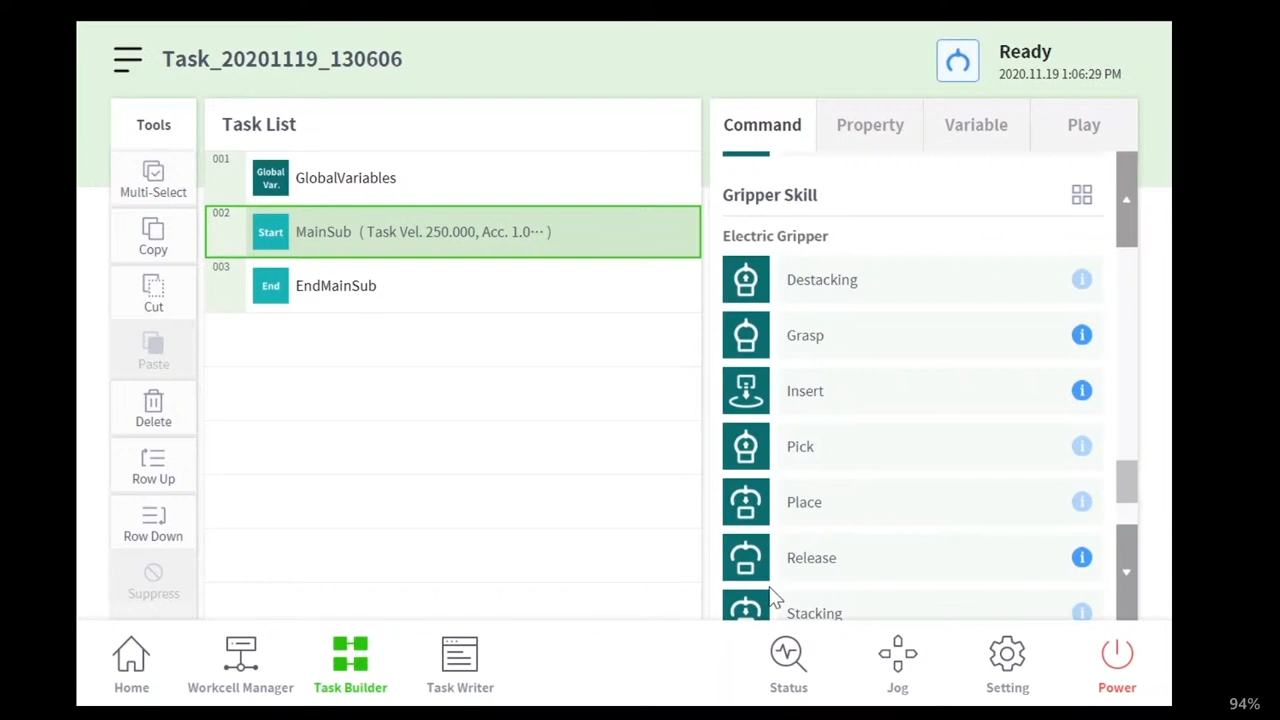 Task_20201119_130606
Ready
2020.11.19 1:06:29 PM
Tools
Multi-Select
Copy
Cut
Paste
Delete
Row Up
Row Down
Suppress
Task List
001
Global
Var.
GlobalVariables
002
Start
MainSub ( Task Vel. 250.000, Acc. 1.0··· )
003
End
EndMainSub
Command
Property
Variable
Play
Gripper Skill
Electric Gripper
Destacking
Grasp
Insert
Pick
Place
Release
Stacking
Home
Workcell Manager
Task Builder
Task Writer
Status
Jog
Setting
Power
94%